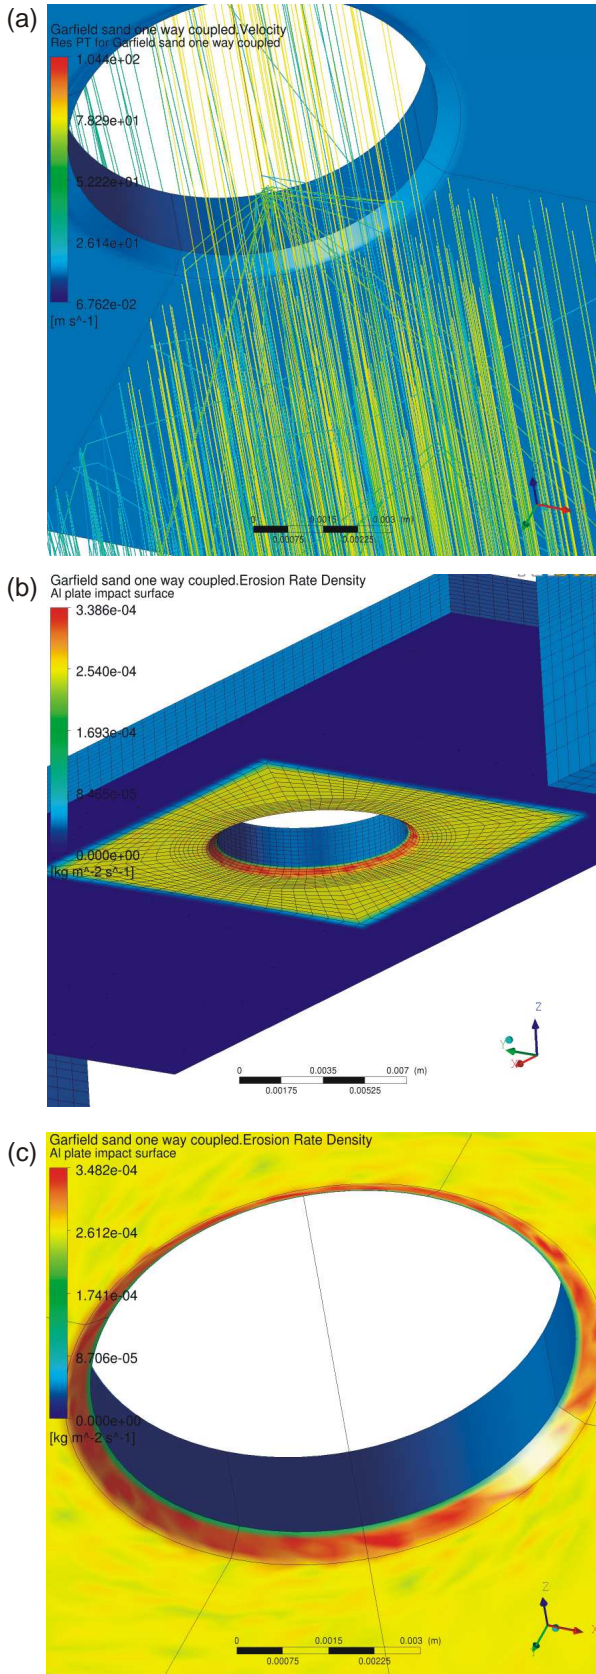 (a)
Garfield sand one way coupled.Velocity
Res PT for Garfield sand one way coupled
1.044e+02
7.829e+01
5.222e+01
2.614e+01
6.762e-02
[m s^-1]
0 0.0015 0.003 (m)
0.00075 0.00225
(b)
Garfield sand one way coupled.Erosion Rate Density
Al plate impact surface
3.386e-04
2.540e-04
1.693e-04
8.465e-05
0.000e+00
[kg m^-2 s^-1]
Z
Y
X
0 0.0035 0.007 (m)
0.00175 0.00525
(c)
Garfield sand one way coupled.Erosion Rate Density
Al plate impact surface
3.482e-04
2.612e-04
1.741e-04
8.706e-05
0.000e+00
[kg m^-2 s^-1]
Z
X
Y
0 0.0015 0.003 (m)
0.00075 0.00225